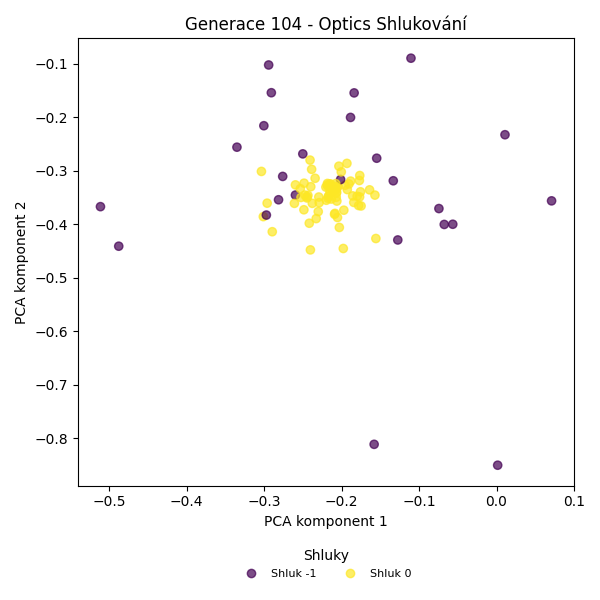 Generace 104 - Optics Shlukování
−0.1
−0.2
−0.3
−0.4
−0.5
−0.6
−0.7
−0.8
PCA komponent 2
−0.5
−0.4
−0.3
−0.2
−0.1
0.0
0.1
PCA komponent 1
Shluky
Shluk -1
Shluk 0